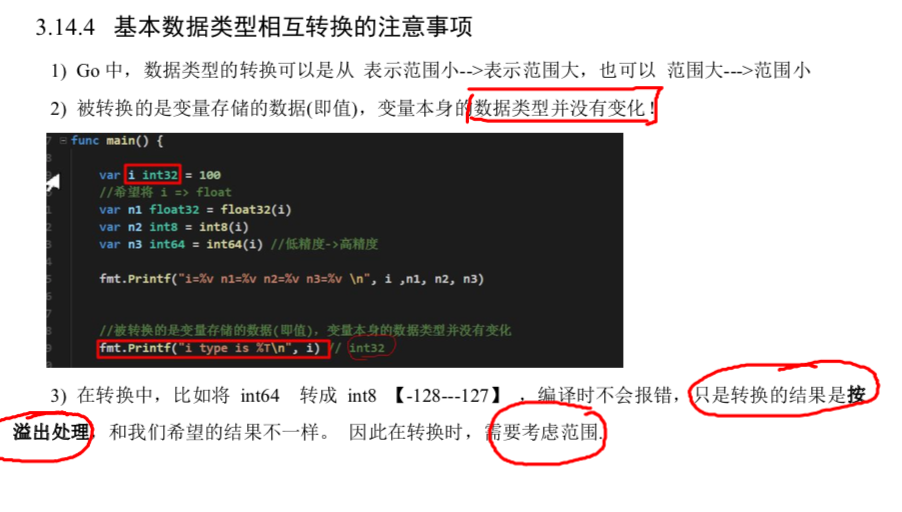 3.14.4 基本数据类型相互转换的注意事项
1) Go 中，数据类型的转换可以是从 表示范围小-->表示范围大，也可以 范围大--->范围小
2) 被转换的是变量存储的数据(即值)，变量本身的数据类型并没有变化！
7 func main() {
8
var i int32 = 100
//希望将 i => float
1 var n1 float32 = float32(i)
2 var n2 int8 = int8(i)
3 var n3 int64 = int64(i) //低精度->高精度
4
5 fmt.Printf("i=%v n1=%v n2=%v n3=%v \n", i ,n1, n2, n3)
6
7
8 //被转换的是变量存储的数据(即值)，变量本身的数据类型并没有变化
9 fmt.Printf("i type is %T\n", i) // int32
3) 在转换中，比如将 int64 转成 int8 【-128---127】 ，编译时不会报错，只是转换的结果是按
溢出处理，和我们希望的结果不一样。 因此在转换时，需要考虑范围.